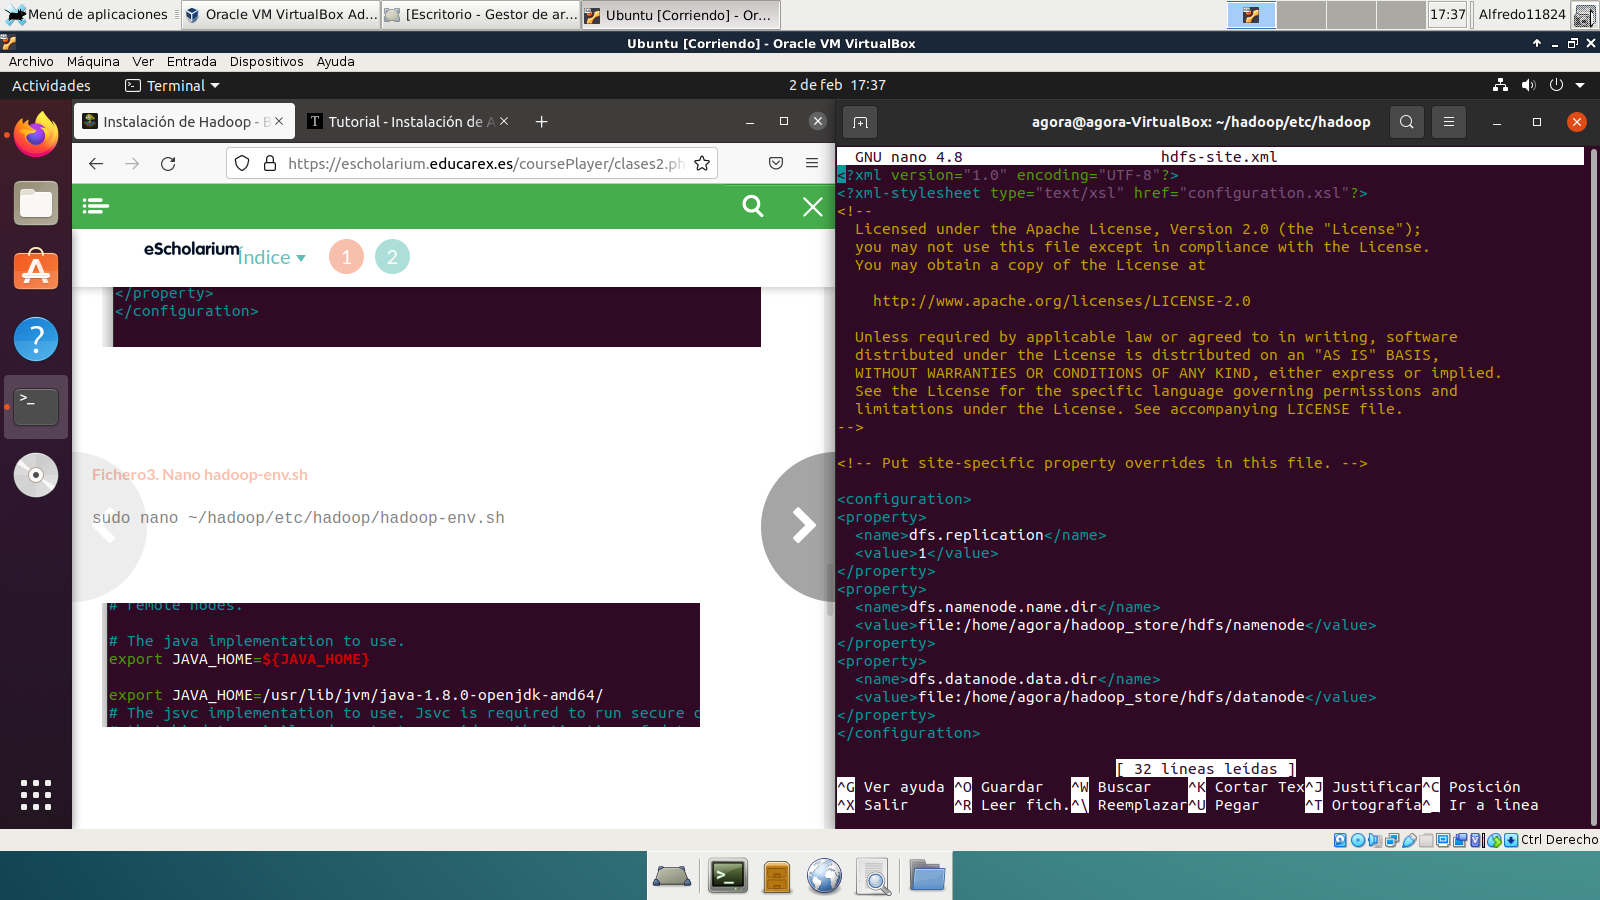 Menú de aplicaciones
Oracle VM VirtualBox Ad...
[Escritorio - Gestor de ar...
Ubuntu [Corriendo] - Or...
17:37
Alfredo11824
Ubuntu [Corriendo] - Oracle VM VirtualBox
Archivo Máquina Ver Entrada Dispositivos Ayuda
Actividades
Terminal
2 de feb 17:37
Instalación de Hadoop - B
T Tutorial - Instalación de A
agora@agora-VirtualBox: ~/hadoop/etc/hadoop
https://escholarium.educarex.es/coursePlayer/clases2.ph
eScholarium
Índice
1
2
</property>
</configuration>
Fichero3. Nano hadoop-env.sh
sudo nano ~/hadoop/etc/hadoop/hadoop-env.sh
# remote nodes.
# The java implementation to use.
export JAVA_HOME=${JAVA_HOME}
export JAVA_HOME=/usr/lib/jvm/java-1.8.0-openjdk-amd64/
# The jsvc implementation to use. Jsvc is required to run secure
GNU nano 4.8 hdfs-site.xml
<?xml version="1.0" encoding="UTF-8"?>
<?xml-stylesheet type="text/xsl" href="configuration.xsl"?>
<!--
Licensed under the Apache License, Version 2.0 (the "License");
you may not use this file except in compliance with the License.
You may obtain a copy of the License at
http://www.apache.org/licenses/LICENSE-2.0
Unless required by applicable law or agreed to in writing, software
distributed under the License is distributed on an "AS IS" BASIS,
WITHOUT WARRANTIES OR CONDITIONS OF ANY KIND, either express or implied.
See the License for the specific language governing permissions and
limitations under the License. See accompanying LICENSE file.
-->
<!-- Put site-specific property overrides in this file. -->
<configuration>
<property>
<name>dfs.replication</name>
<value>1</value>
</property>
<property>
<name>dfs.namenode.name.dir</name>
<value>file:/home/agora/hadoop_store/hdfs/namenode</value>
</property>
<property>
<name>dfs.datanode.data.dir</name>
<value>file:/home/agora/hadoop_store/hdfs/datanode</value>
</property>
</configuration>
[ 32 líneas leídas ]
^G Ver ayuda ^O Guardar ^W Buscar ^K Cortar Tex ^J Justificar ^C Posición
^X Salir ^R Leer fich. ^\ Reemplazar ^U Pegar ^T Ortografía ^_ Ir a línea
Ctrl Derecho